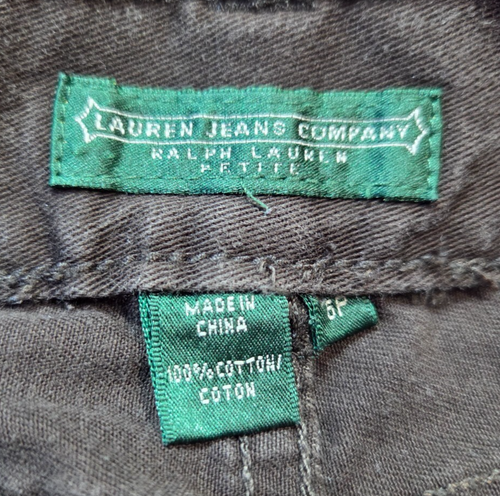 LAUREN JEANS COMPANY
RALPH LAUREN
PETITE
MADE IN
CHINA
100% COTTON/
COTON
6P